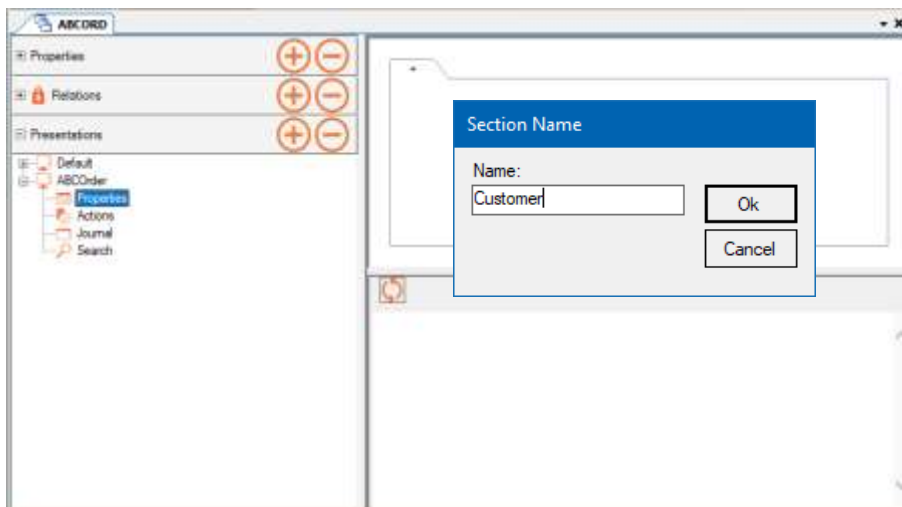 ABCORD
Properties
Relations
Presentations
Default
ABCOrder
Properties
Actions
Journal
Search
Section Name
Name:
Customer
Ok
Cancel